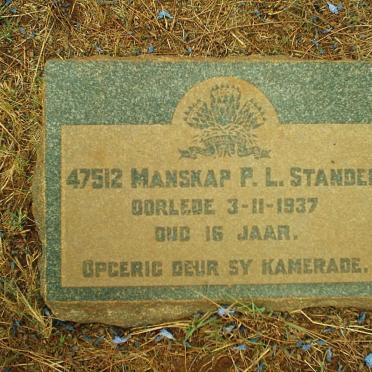 47512 MANSKAP P. L. STANDER
OORLEDE 3-11-1937
OUD 16 JAAR.
OPGERIG DEUR SY KAMERADE.